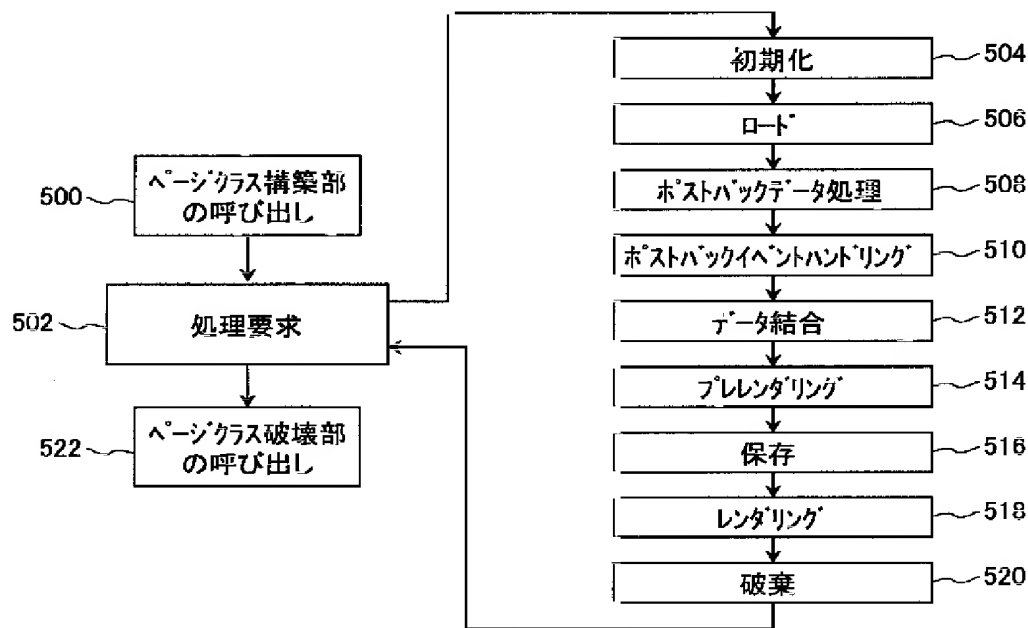 500
ページクラス構築部
の呼び出し
502
処理要求
522
ページクラス破壊部
の呼び出し
初期化
504
ロード
506
ポストバックデータ処理
508
ポストバックイベントハンドリング
510
データ結合
512
プレレンダリング
514
保存
516
レンダリング
518
破棄
520